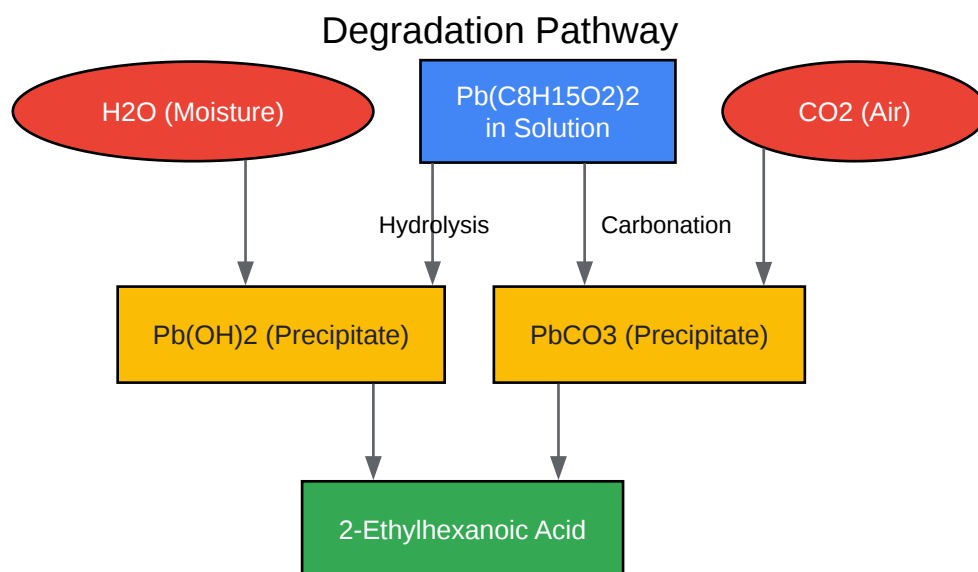 Degradation Pathway
H2O (Moisture)
Pb(C8H15O2)2
in Solution
CO2 (Air)
Hydrolysis
Carbonation
Pb(OH)2 (Precipitate)
PbCO3 (Precipitate)
2-Ethylhexanoic Acid